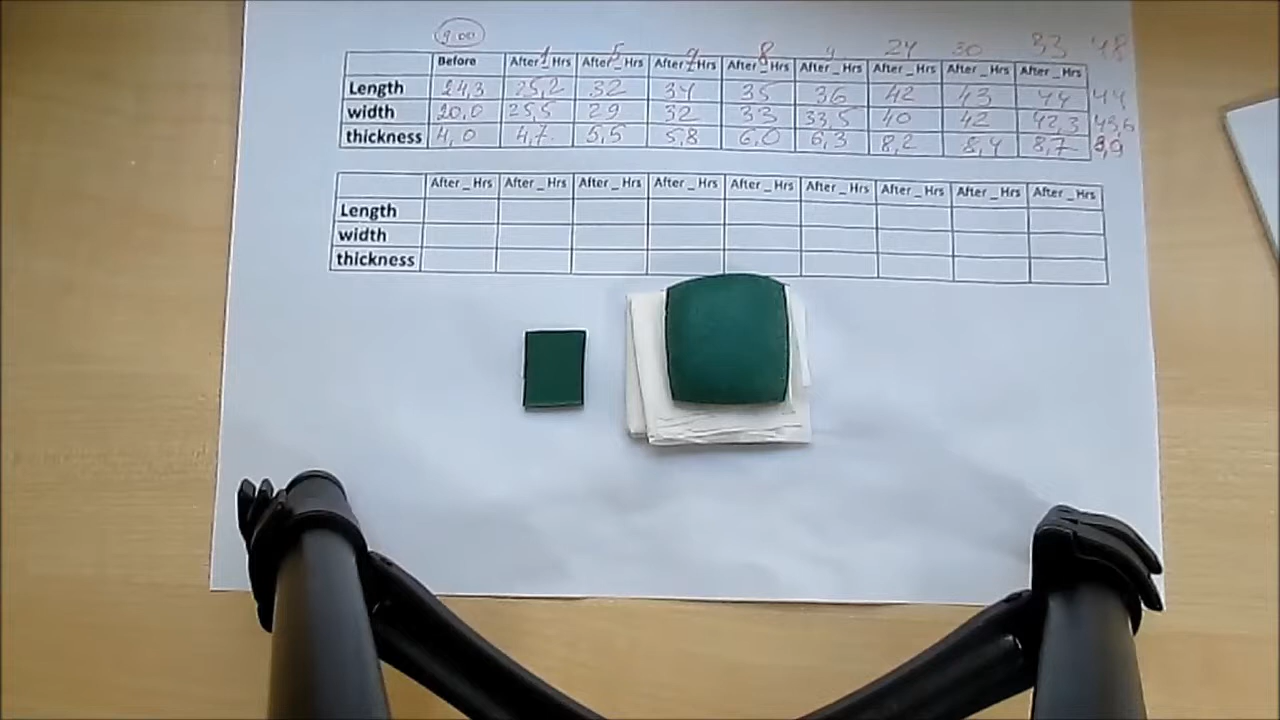 9:00
1 5 7 8 9 24 30 33 48
Before After_Hrs After_Hrs After_Hrs After_Hrs After_Hrs After_Hrs After_Hrs After_Hrs
Length 24,3 25,2 32 34 35 36 42 43 44 44
width 20,0 25,5 29 32 33 33,5 40 42 42,3 43,6
thickness 4,0 4,7 5,5 5,8 6,0 6,3 8,2 8,4 8,7 8,9
After_Hrs After_Hrs After_Hrs After_Hrs After_Hrs After_Hrs After_Hrs After_Hrs After_Hrs
Length
width
thickness